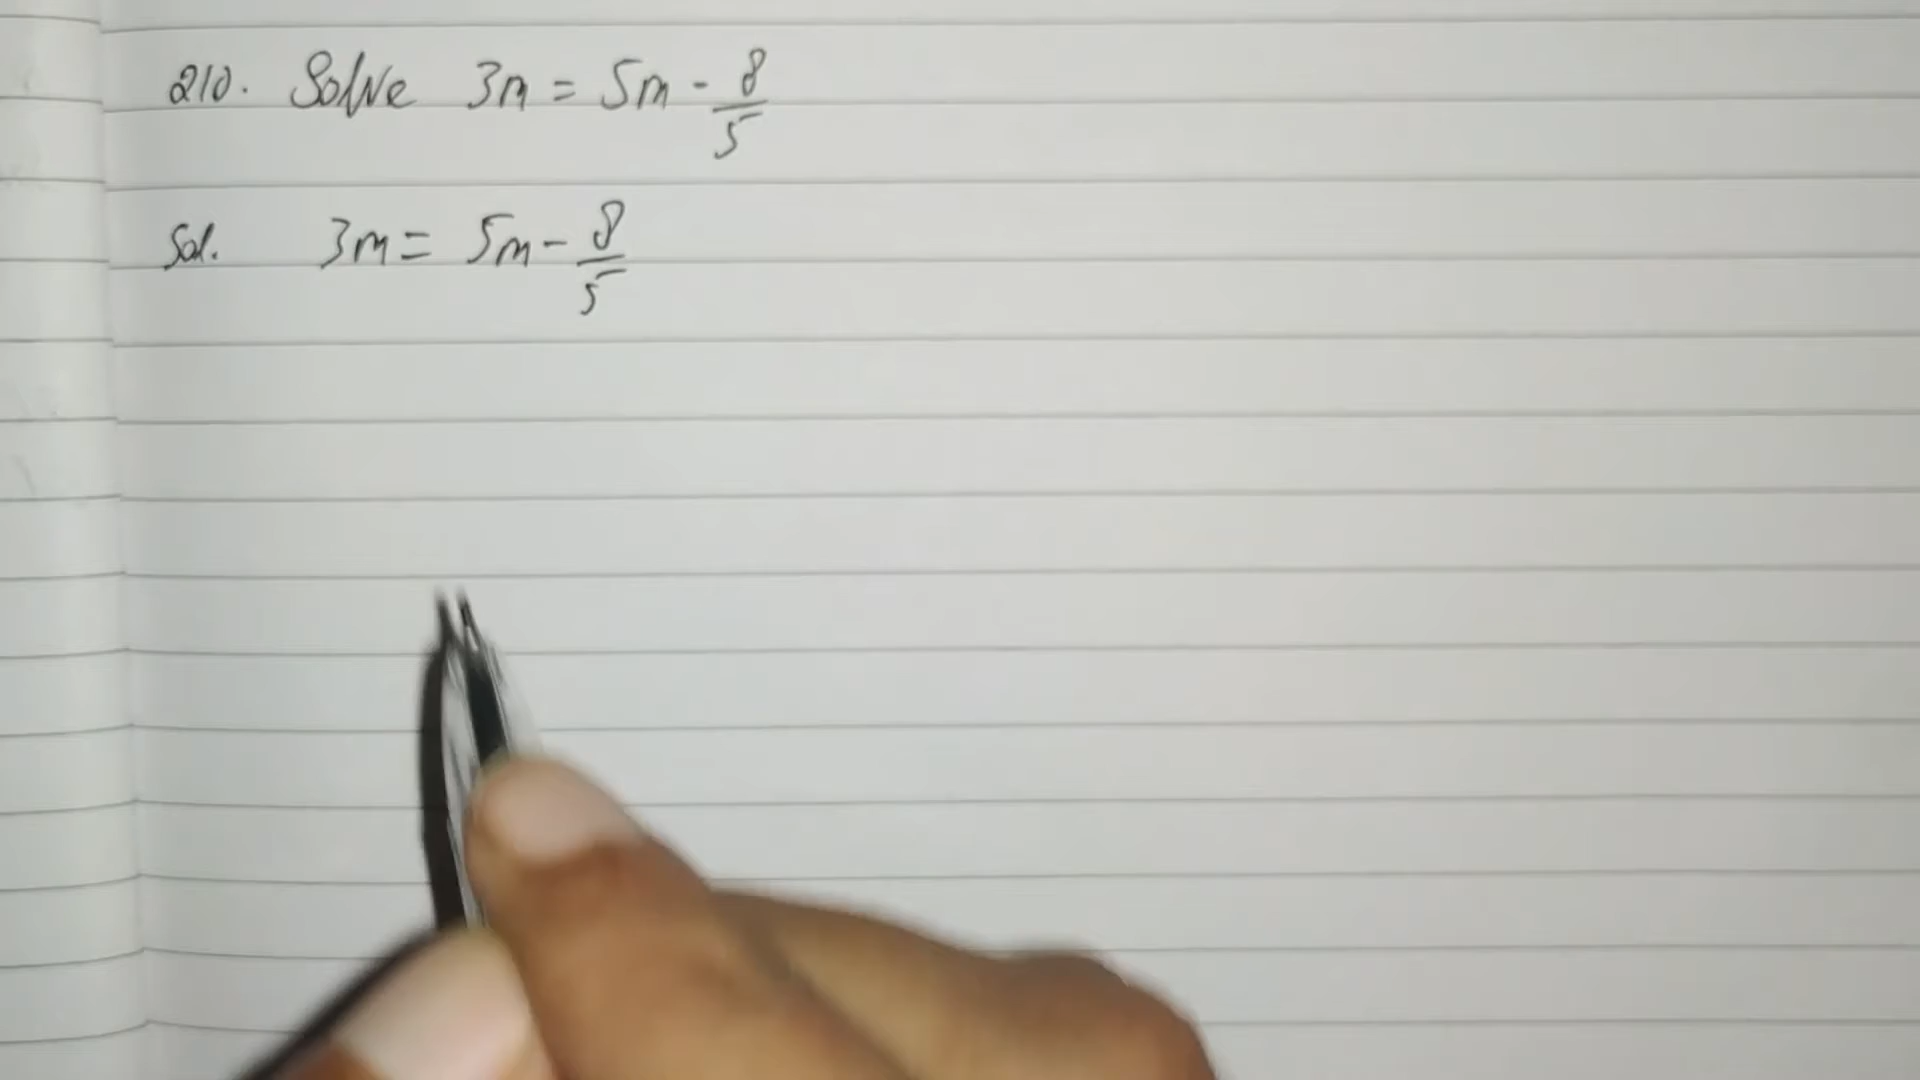 210. Solve 3m = 5m - 8/5
Sol. 3m = 5m - 8/5